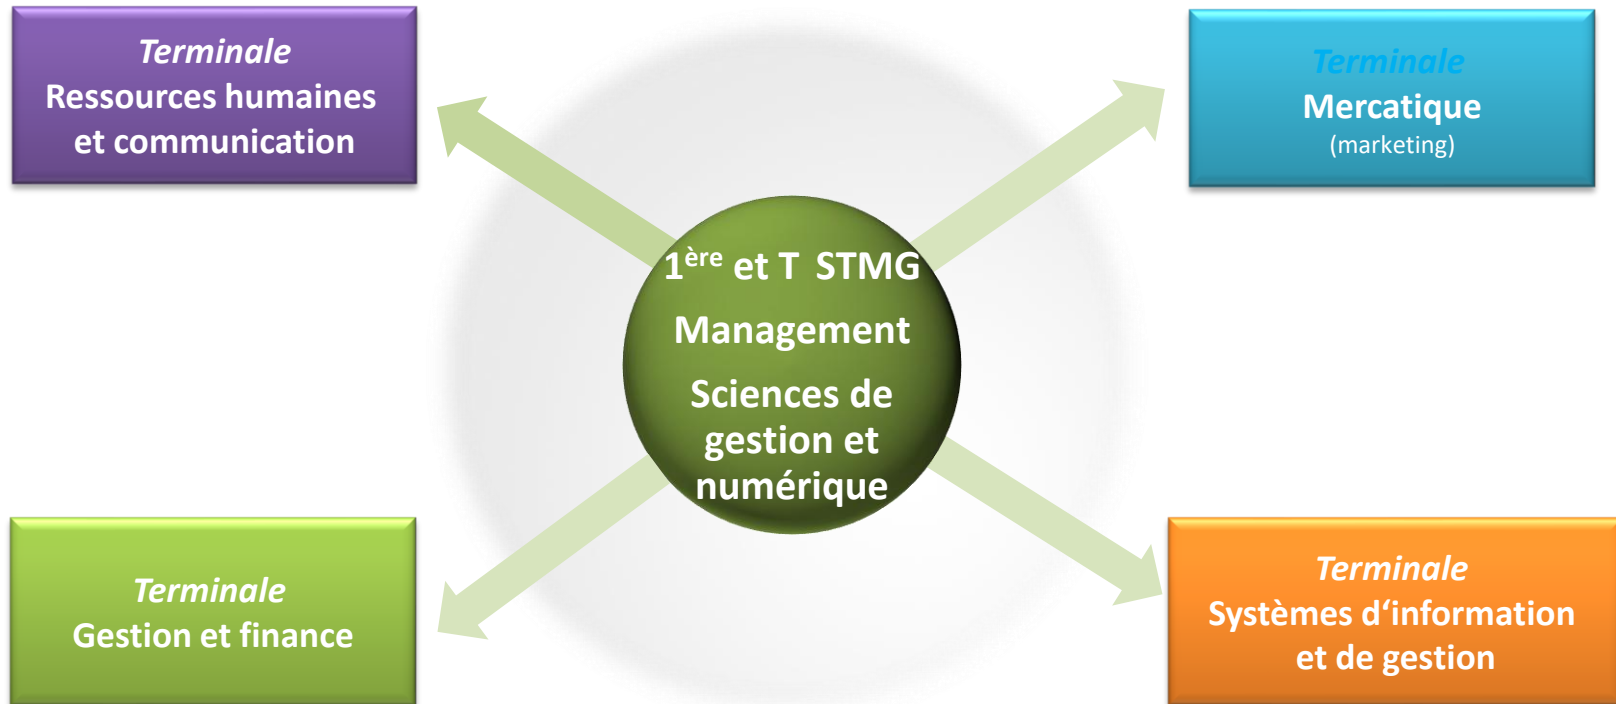 Terminale
Ressources humaines
et communication
Terminale
Mercatique
(marketing)
1ère et T STMG
Management
Sciences de
gestion et
numérique
Terminale
Gestion et finance
Terminale
Systèmes d‘information
et de gestion